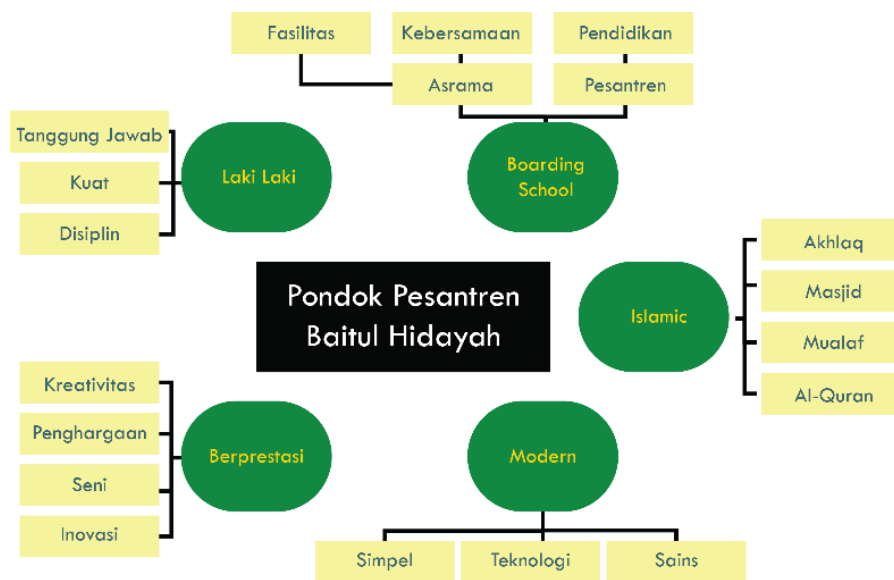 Fasilitas
Kebersamaan
Pendidikan
Asrama
Pesantren
Tanggung Jawab
Kuat
Disiplin
Laki Laki
Boarding
School
Pondok Pesantren
Baitul Hidayah
Islamic
Akhlaq
Masjid
Mualaf
Al-Quran
Kreativitas
Penghargaan
Seni
Inovasi
Berprestasi
Modern
Simpel
Teknologi
Sains